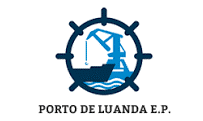 PORTO DE LUANDA E.P.